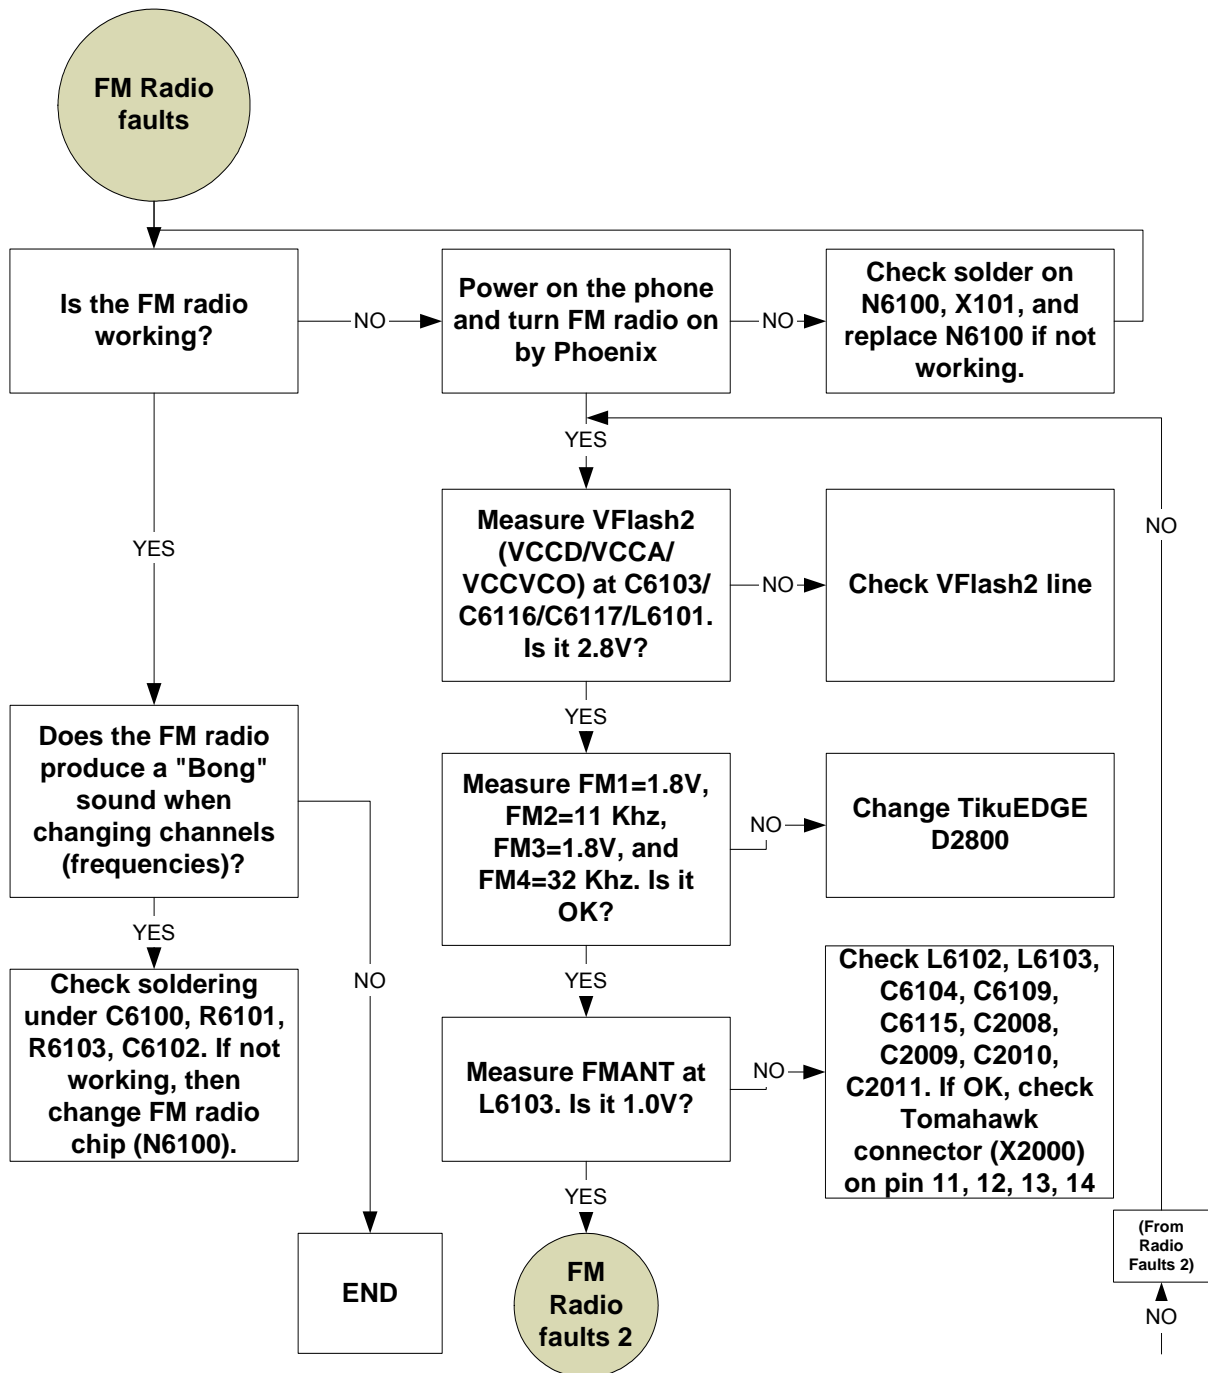 FM Radio
faults
Is the FM radio
working?
NO
Power on the phone
and turn FM radio on
by Phoenix
NO
Check solder on
N6100, X101, and
replace N6100 if not
working.
YES
YES
NO
Measure VFlash2
(VCCD/VCCA/
VCCVCO) at C6103/
C6116/C6117/L6101.
Is it 2.8V?
NO
Check VFlash2 line
YES
Does the FM radio
produce a "Bong"
sound when
changing channels
(frequencies)?
Measure FM1=1.8V,
FM2=11 Khz,
FM3=1.8V, and
FM4=32 Khz. Is it
OK?
NO
Change TikuEDGE
D2800
YES
NO
YES
Check soldering
under C6100, R6101,
R6103, C6102. If not
working, then
change FM radio
chip (N6100).
Measure FMANT at
L6103. Is it 1.0V?
NO
Check L6102, L6103,
C6104, C6109,
C6115, C2008,
C2009, C2010,
C2011. If OK, check
Tomahawk
connector (X2000)
on pin 11, 12, 13, 14
YES
END
FM
Radio
faults 2
(From
Radio
Faults 2)
NO